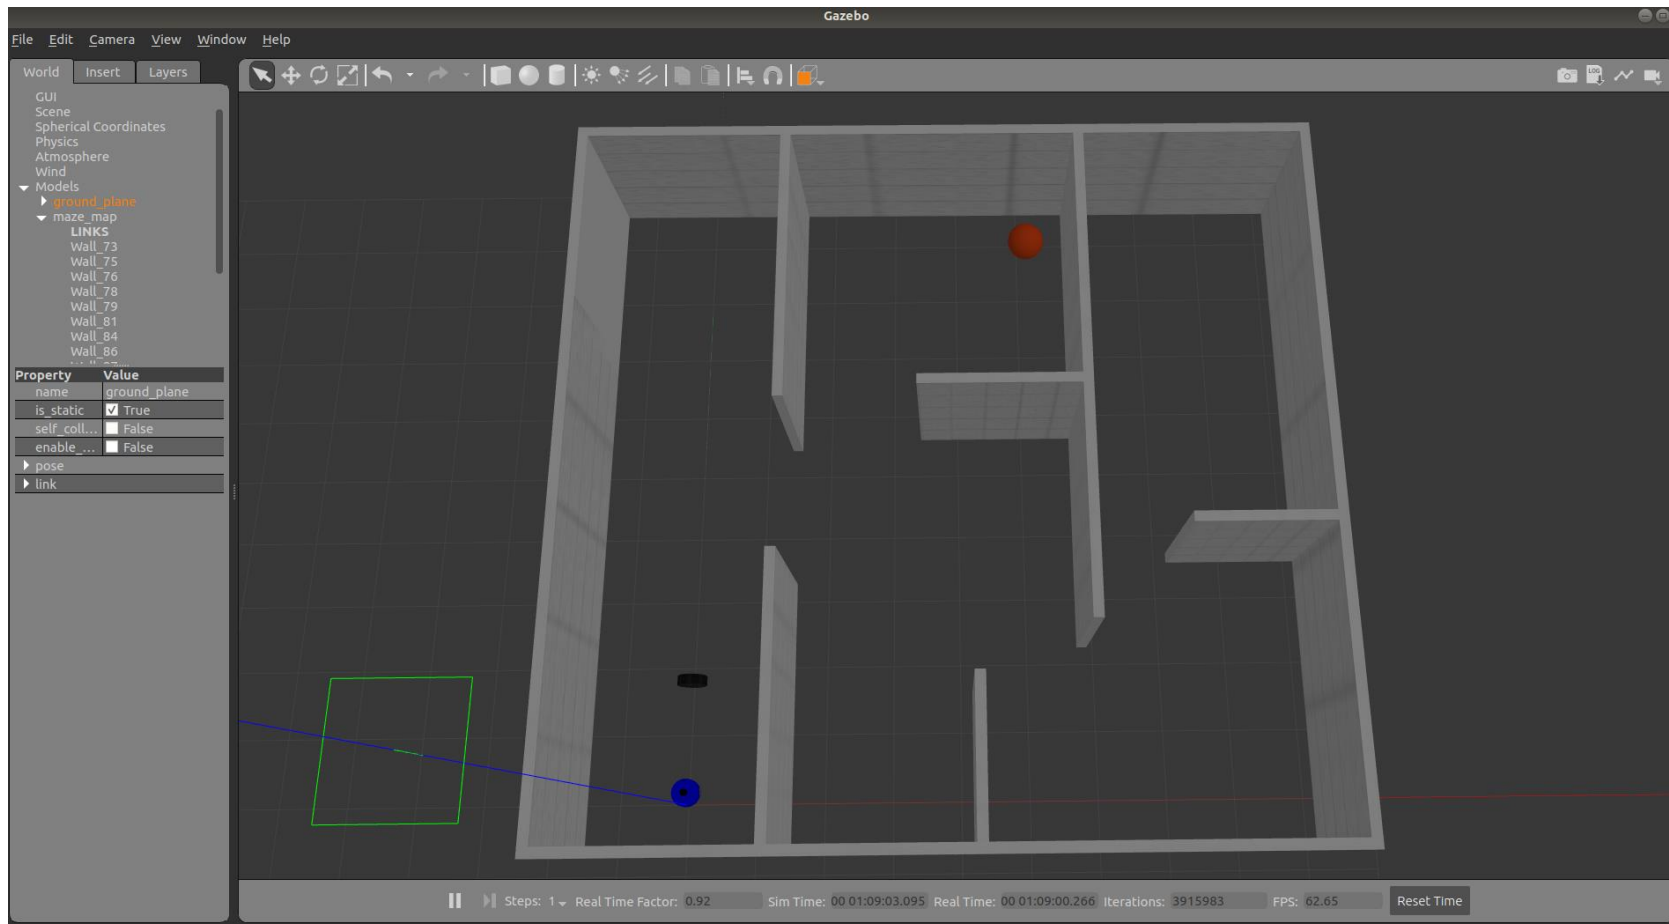 Gazebo
File Edit Camera View Window Help
World Insert Layers
GUI
Scene
Spherical Coordinates
Physics
Atmosphere
Wind
Models
ground_plane
maze_map
LINKS
Wall_73
Wall_75
Wall_76
Wall_78
Wall_79
Wall_81
Wall_84
Wall_86
Property Value
name ground_plane
is_static True
self_coll... False
enable_... False
pose
link
LOG
Steps: 1 Real Time Factor: 0.92 Sim Time: 00 01:09:03.095 Real Time: 00 01:09:00.266 Iterations: 3915983 FPS: 62.65 Reset Time